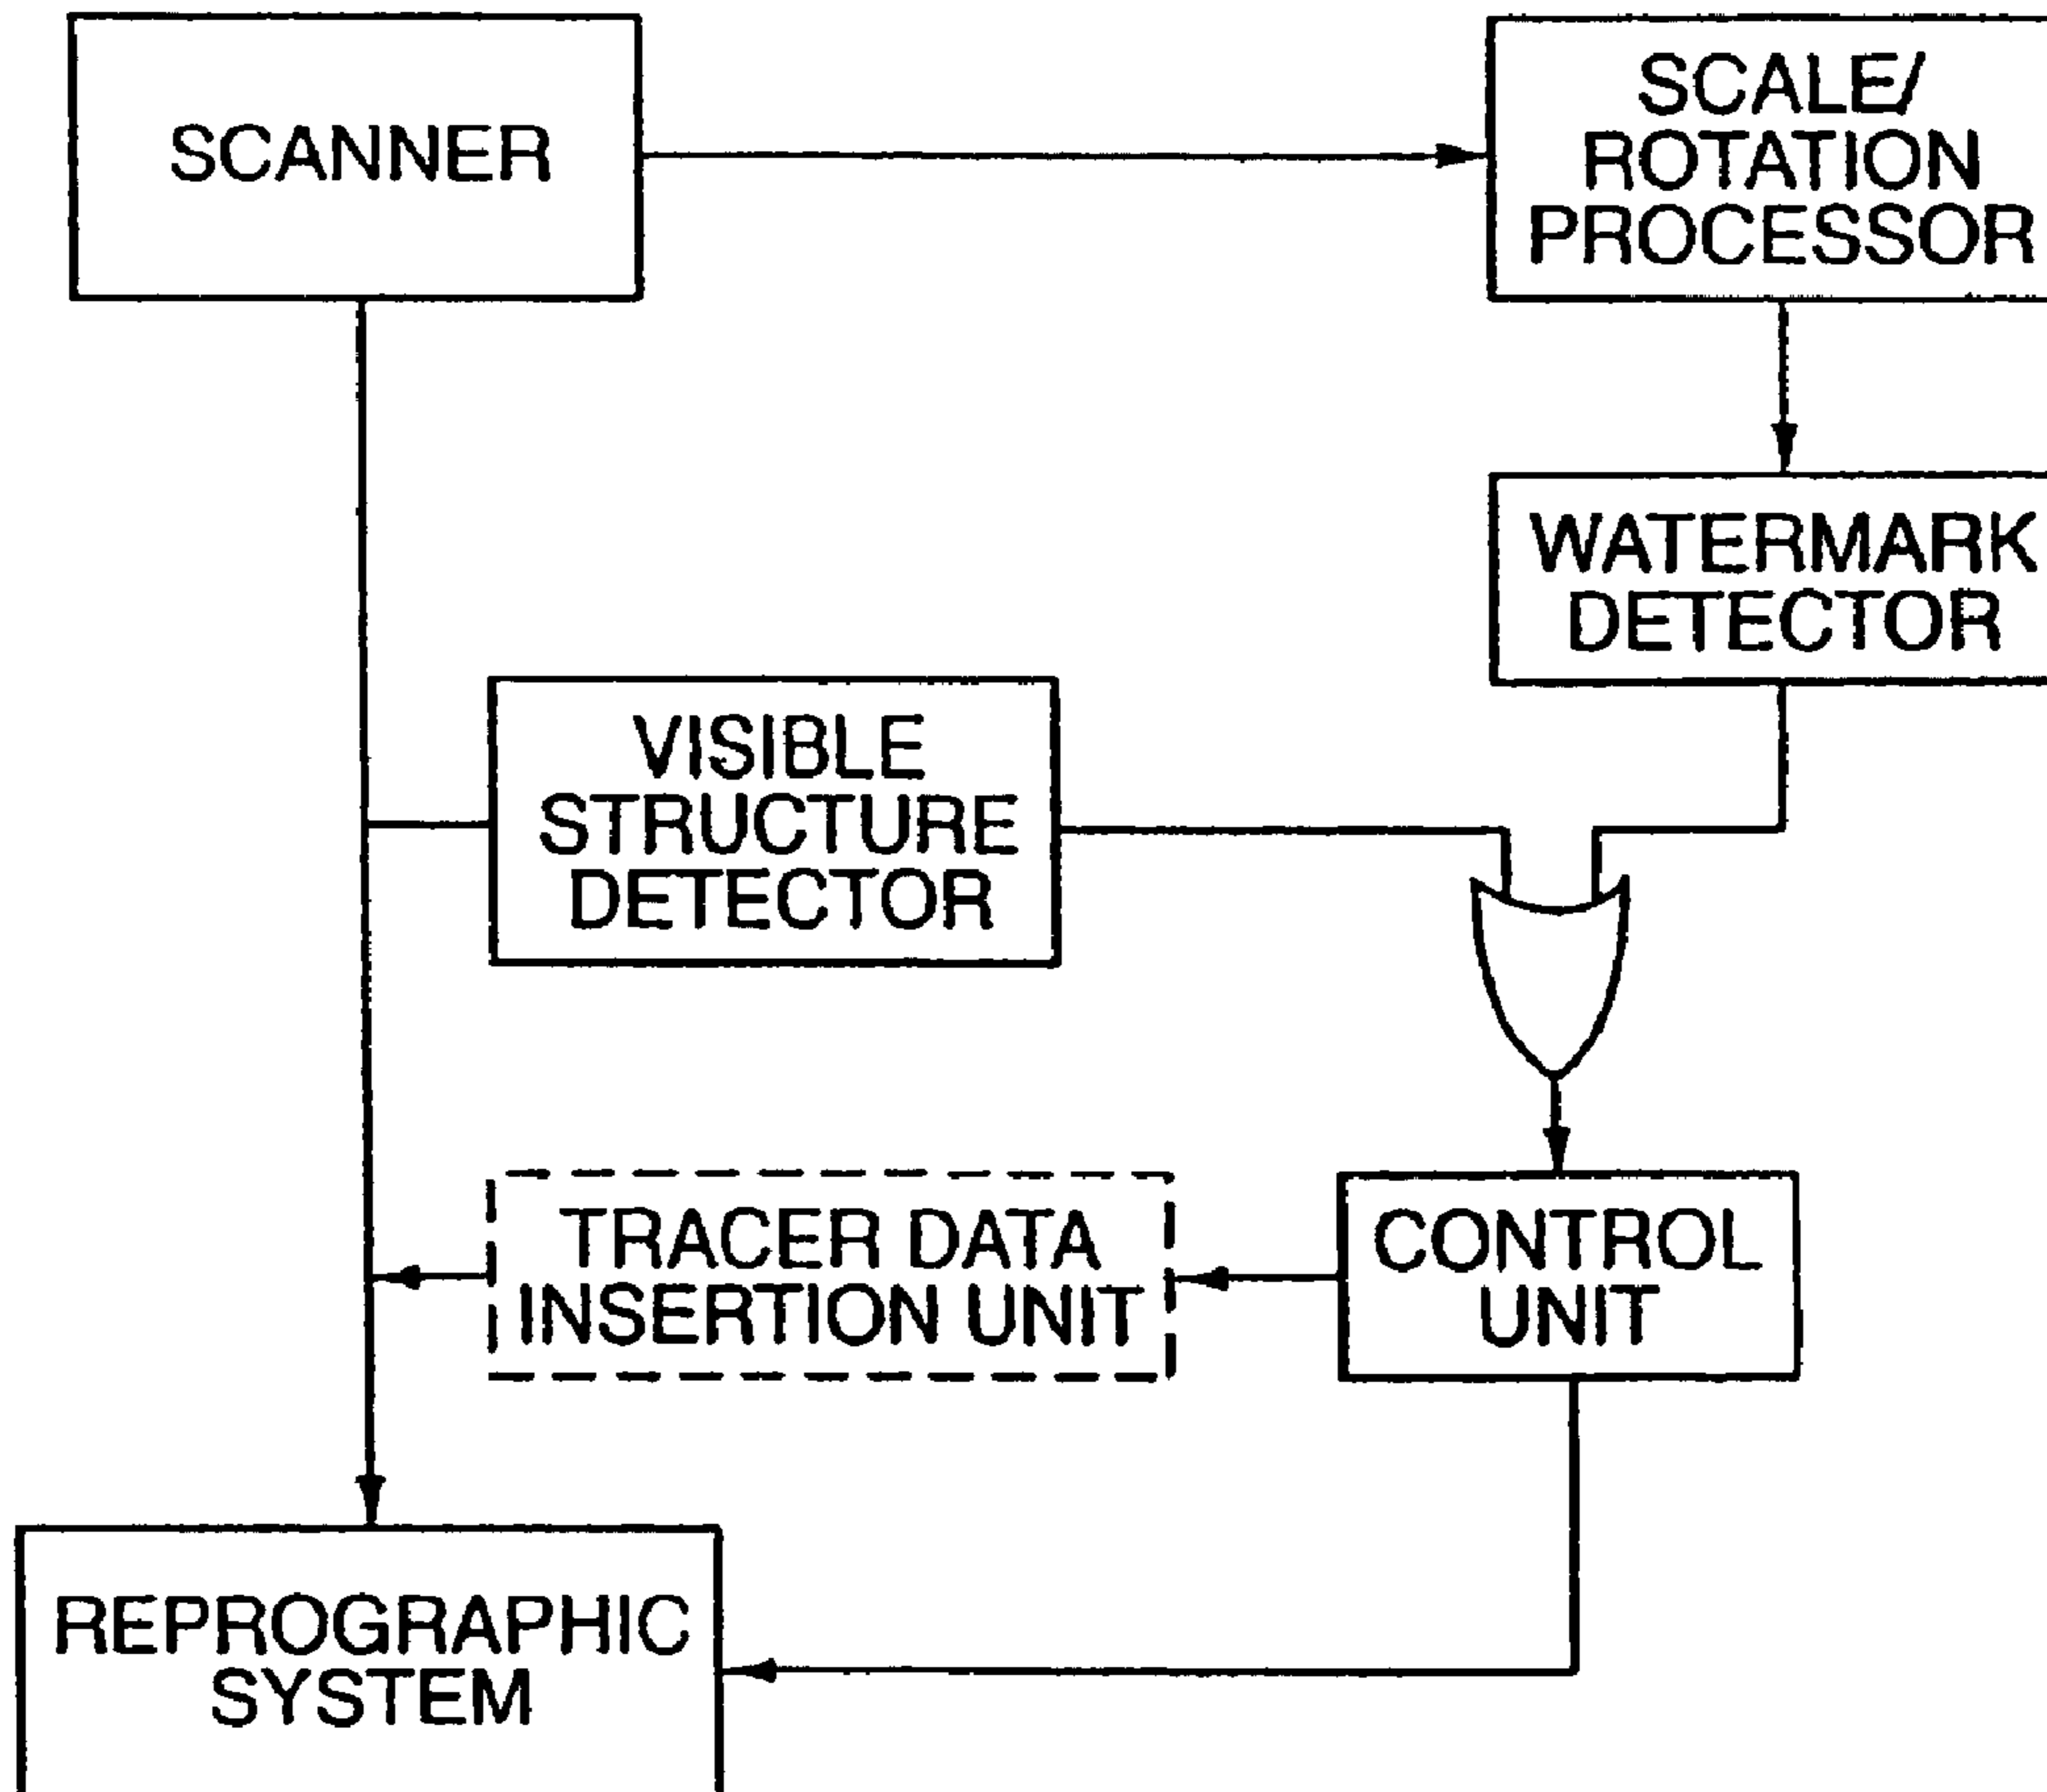 SCANNER
SCALE/
ROTATION
PROCESSOR
WATERMARK
DETECTOR
VISIBLE
STRUCTURE
DETECTOR
TRACER DATA
INSERTION UNIT
CONTROL
UNIT
REPROGRAPHIC
SYSTEM